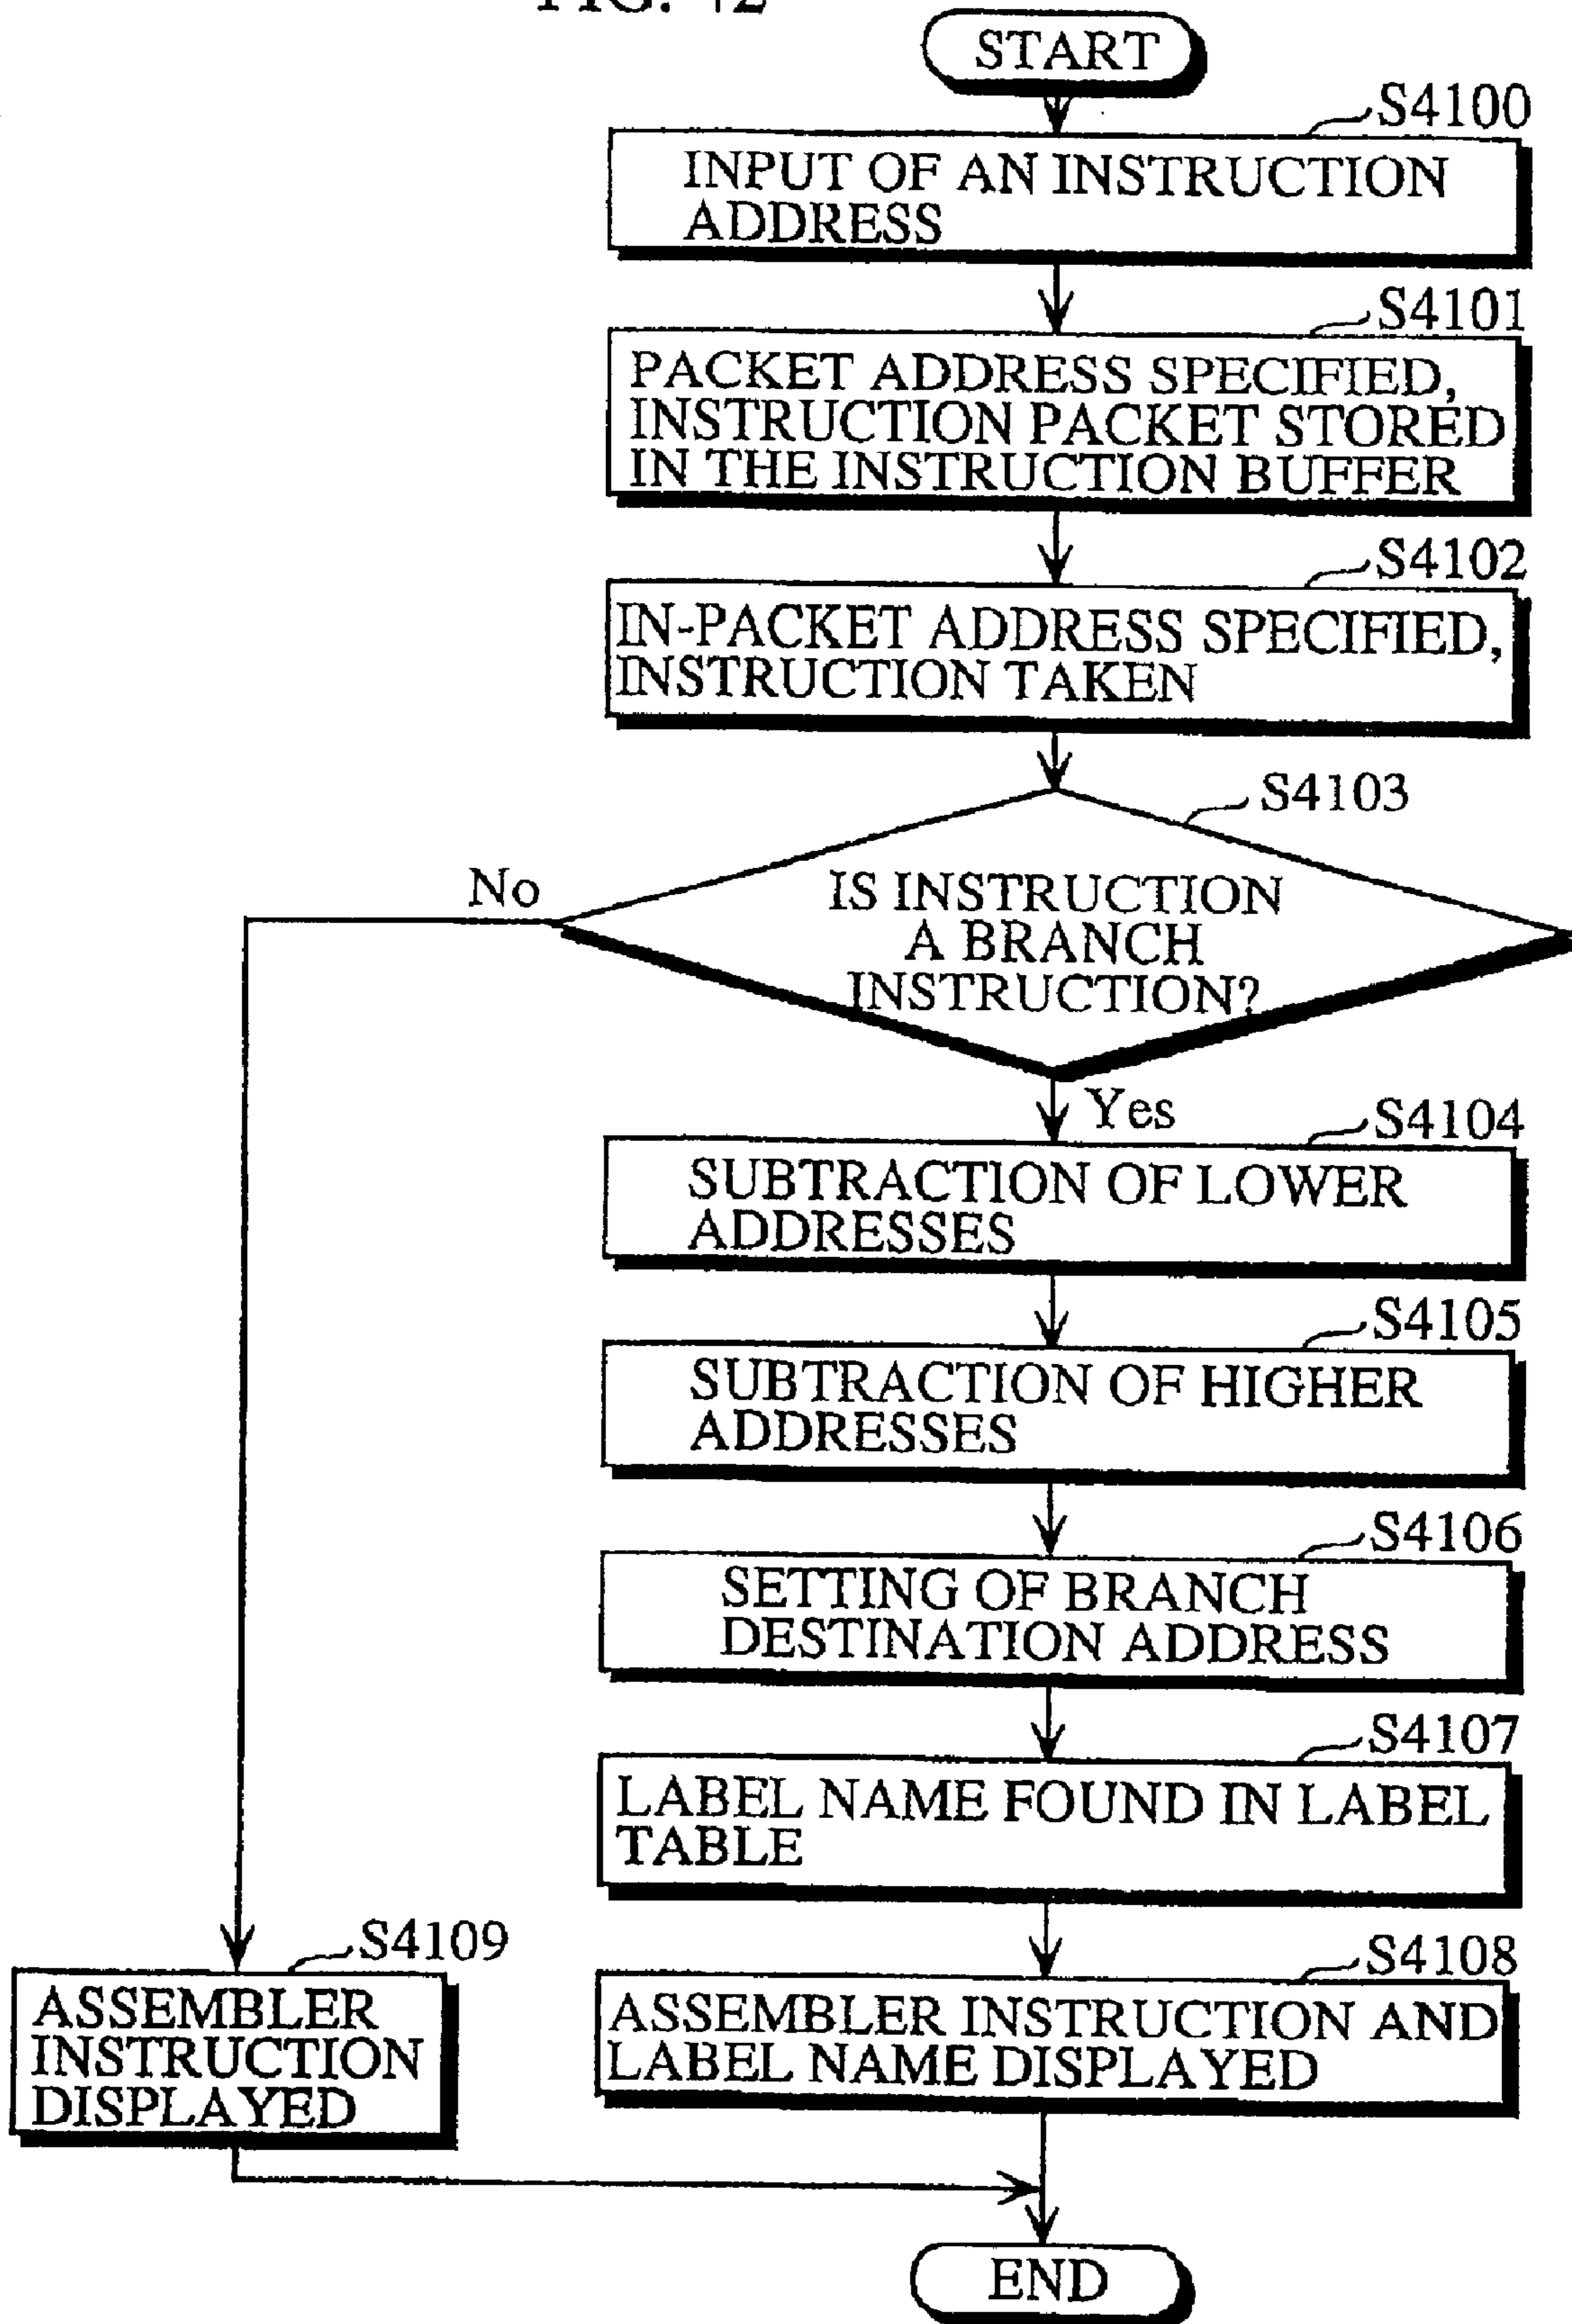 START
S4100
INPUT OF AN INSTRUCTION
ADDRESS
S4101
PACKET ADDRESS SPECIFIED,
INSTRUCTION PACKET STORED
IN THE INSTRUCTION BUFFER
S4102
IN-PACKET ADDRESS SPECIFIED,
INSTRUCTION TAKEN
S4103
No
IS INSTRUCTION
A BRANCH
INSTRUCTION?
Yes
S4104
SUBTRACTION OF LOWER
ADDRESSES
S4105
SUBTRACTION OF HIGHER
ADDRESSES
S4106
SETTING OF BRANCH
DESTINATION ADDRESS
S4107
LABEL NAME FOUND IN LABEL
TABLE
S4109
ASSEMBLER
INSTRUCTION
DISPLAYED
S4108
ASSEMBLER INSTRUCTION AND
LABEL NAME DISPLAYED
END